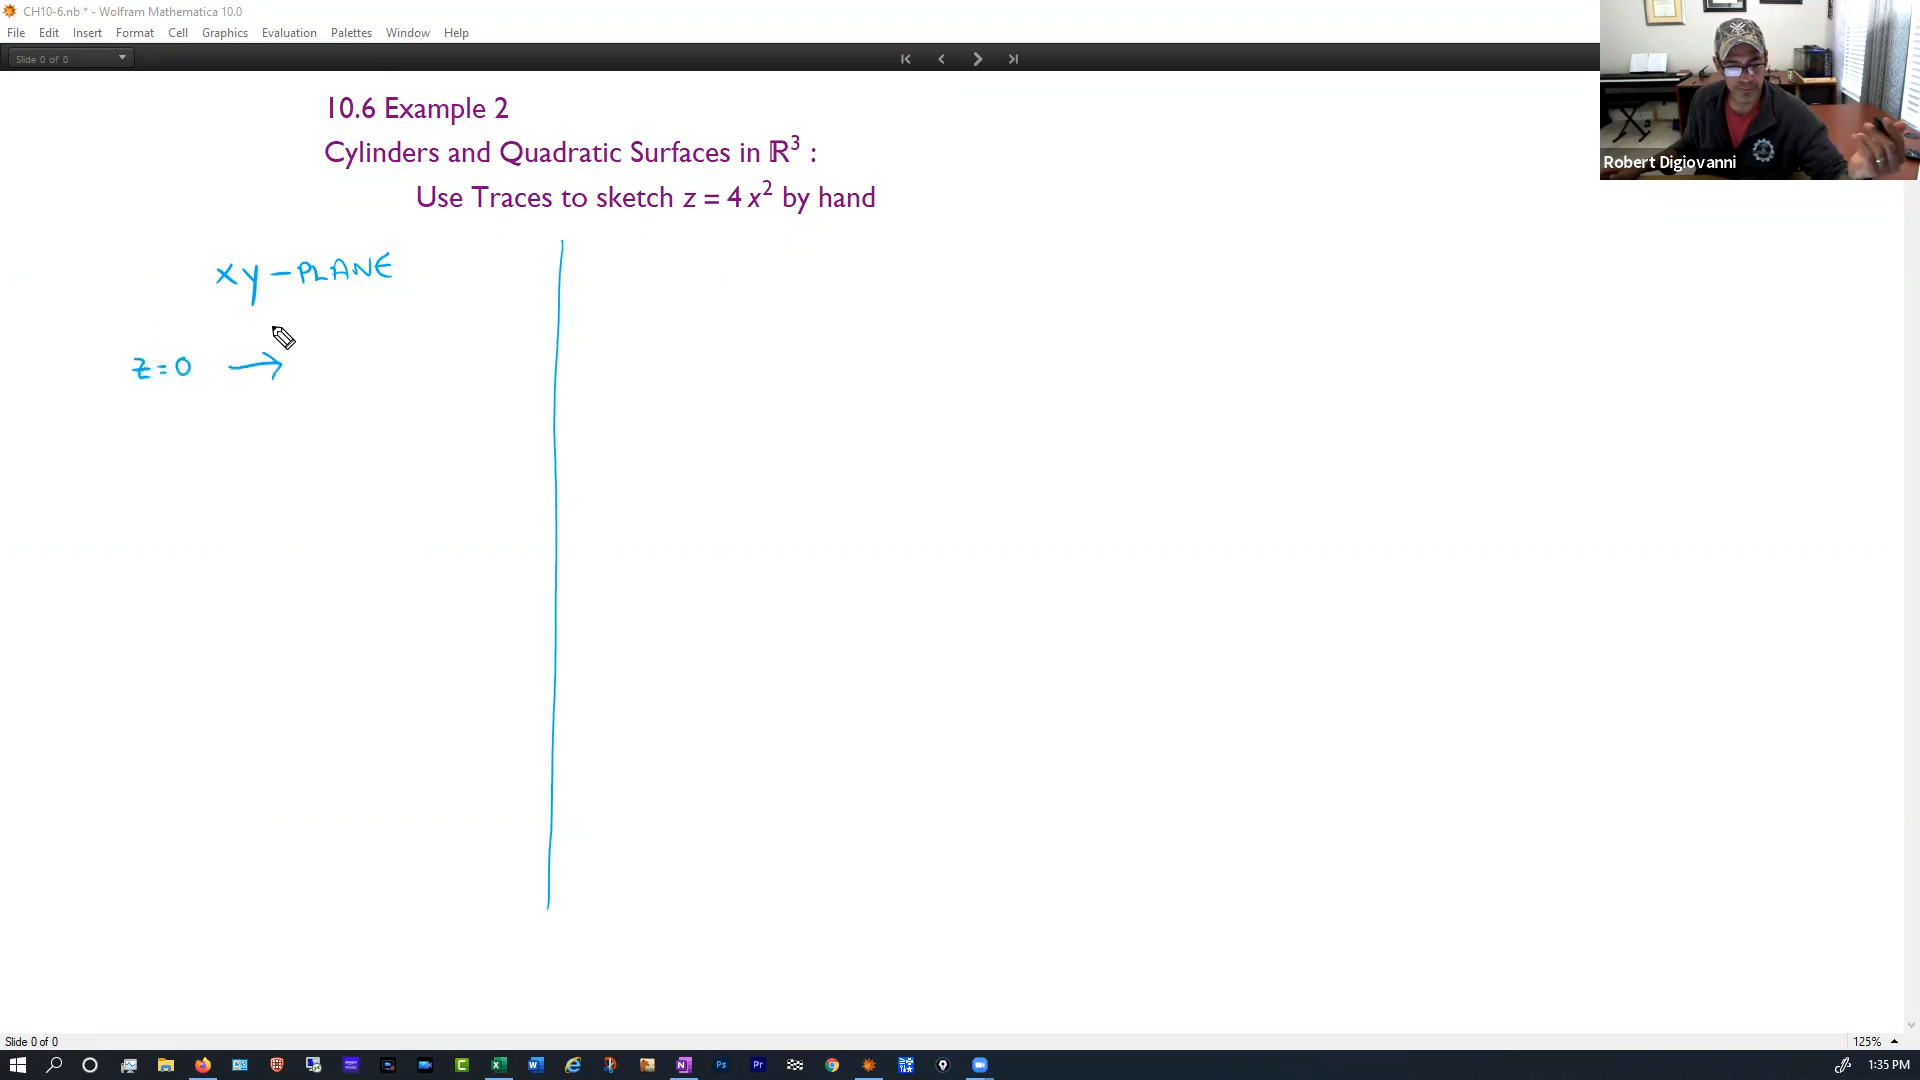 CH10-6.nb * - Wolfram Mathematica 10.0
File Edit Insert Format Cell Graphics Evaluation Palettes Window Help
Slide 0 of 0
10.6 Example 2
Cylinders and Quadratic Surfaces in ℝ³ :
Use Traces to sketch z = 4 x² by hand
Robert Digiovanni
xy - PLANE
z = 0 →
Slide 0 of 0
125%
1:35 PM